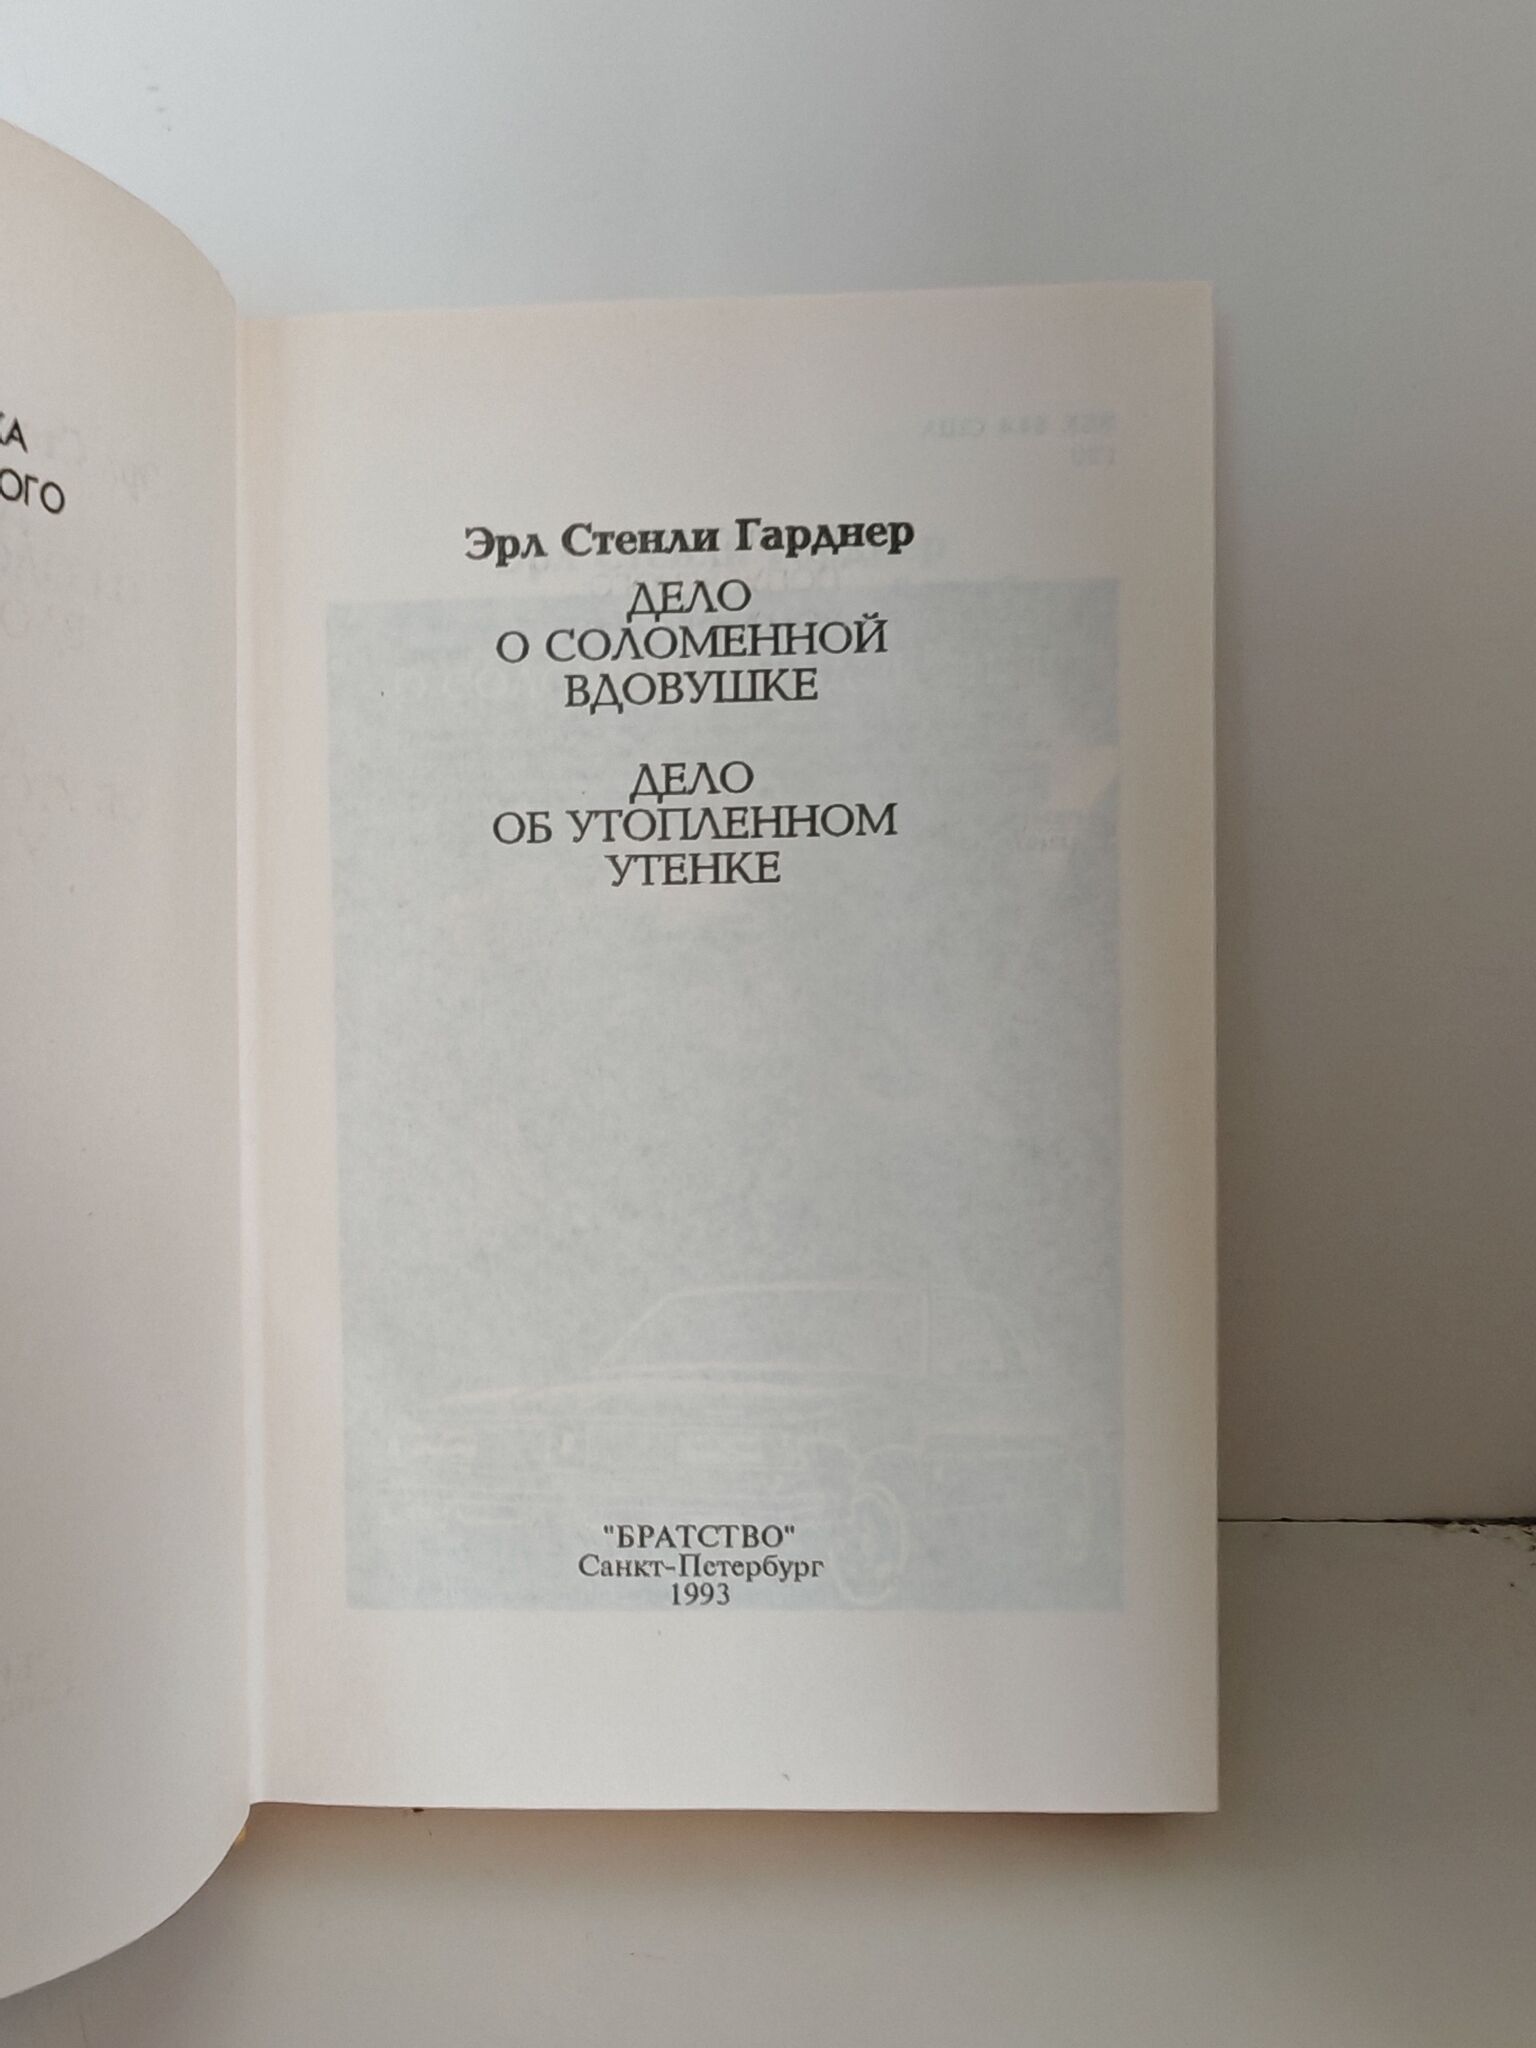 Эрл Стенли Гарднер
ДЕЛО
О СОЛОМЕННОЙ
ВДОВУШКЕ
ДЕЛО
ОБ УТОПЛЕННОМ
УТЕНКЕ
"БРАТСТВО"
Санкт-Петербург
1993